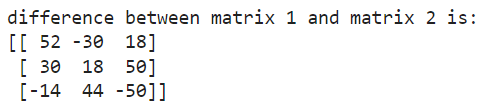 difference between matrix 1 and matrix 2 is:
[[ 52 -30  18]
 [ 30  18  50]
 [-14  44 -50]]